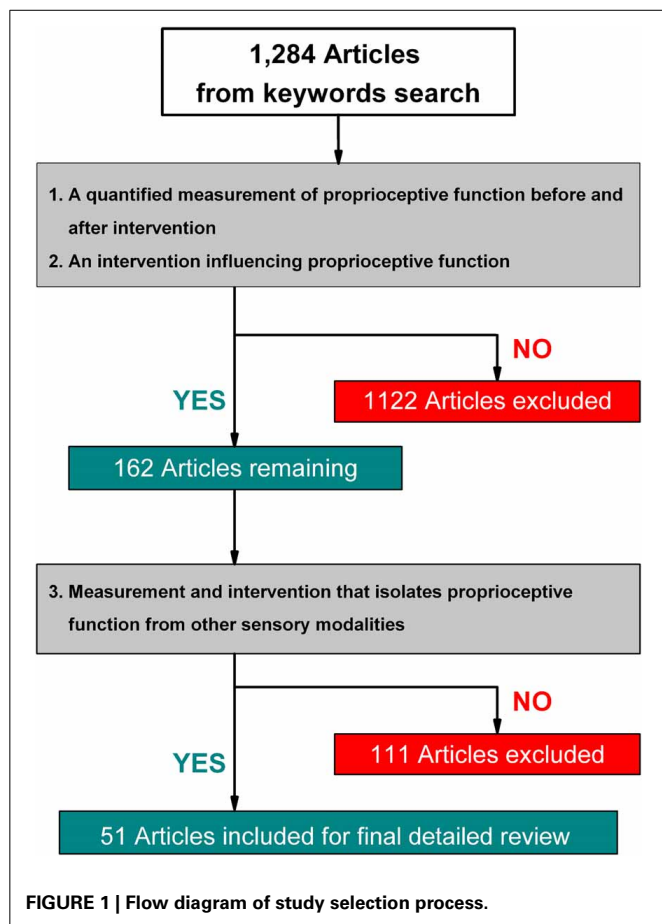 1,284 Articles
from keywords search
1. A quantified measurement of proprioceptive function before and
after intervention
2. An intervention influencing proprioceptive function
NO
YES
1122 Articles excluded
162 Articles remaining
3. Measurement and intervention that isolates proprioceptive
function from other sensory modalities
NO
YES
111 Articles excluded
51 Articles included for final detailed review
FIGURE 1 | Flow diagram of study selection process.